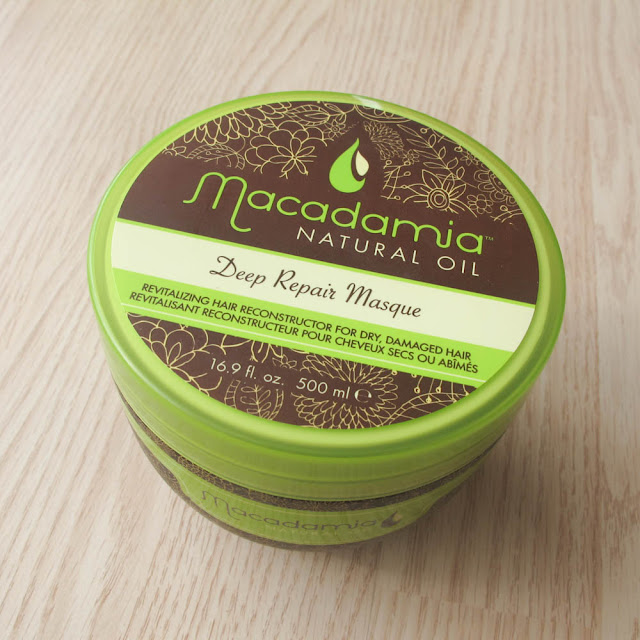 Macadamia™
NATURAL OIL
Deep Repair Masque
REVITALIZING HAIR RECONSTRUCTOR FOR DRY, DAMAGED HAIR
REVITALISANT RECONSTRUCTEUR POUR CHEVEUX SECS OU ABÎMÉS
16.9 fl. oz. 500 ml ℮
Macadamia